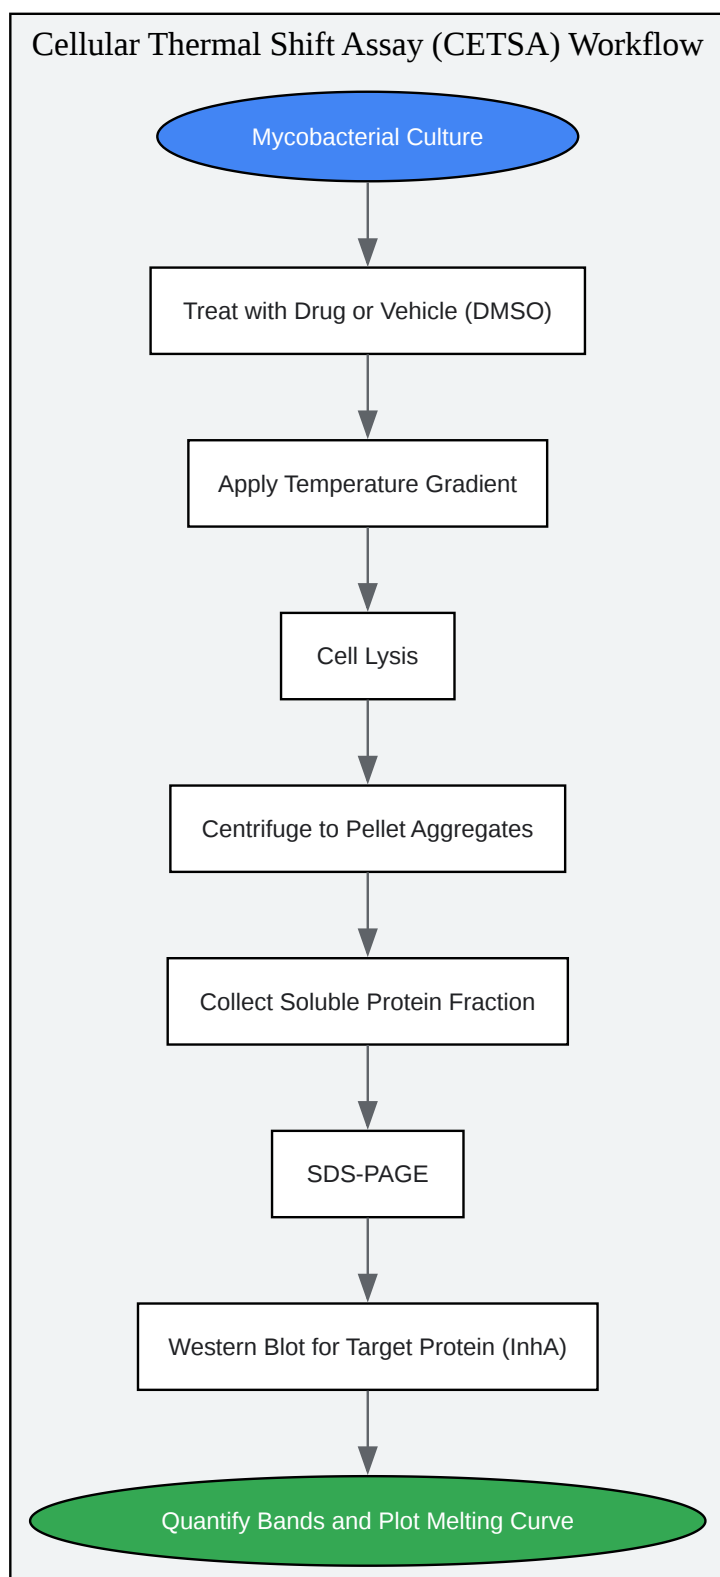 Cellular Thermal Shift Assay (CETSA) Workflow
Mycobacterial Culture
Treat with Drug or Vehicle (DMSO)
Apply Temperature Gradient
Cell Lysis
Centrifuge to Pellet Aggregates
Collect Soluble Protein Fraction
SDS-PAGE
Western Blot for Target Protein (InhA)
Quantify Bands and Plot Melting Curve